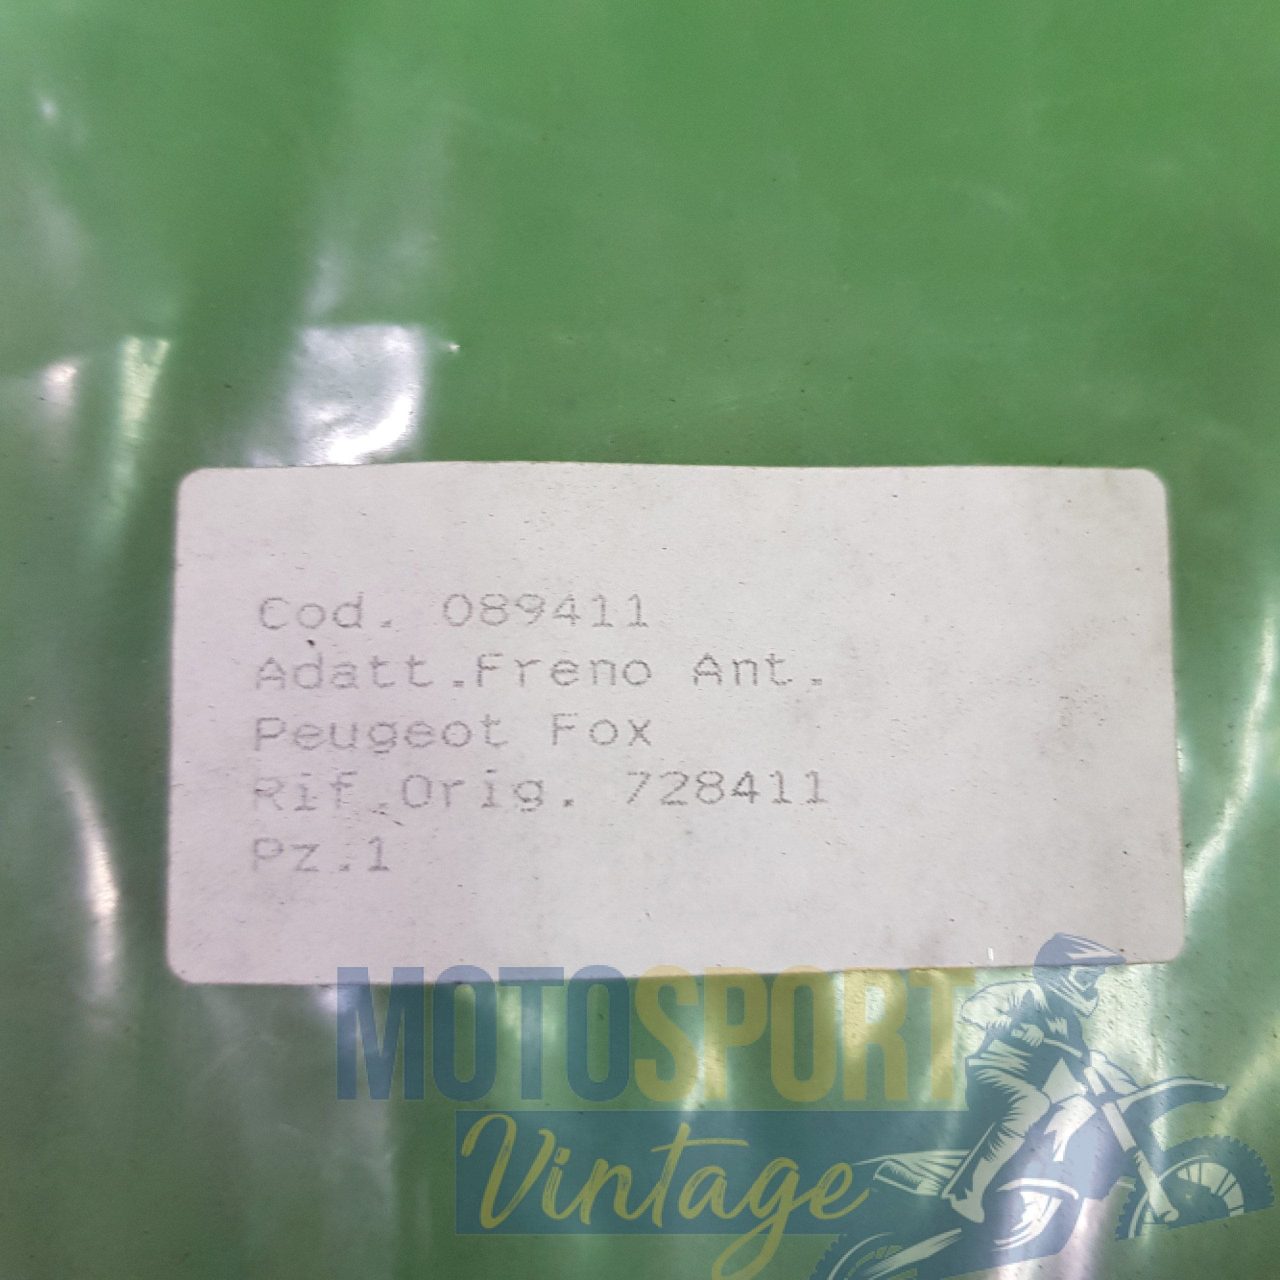 Cod. 089411
Adatt.Freno Ant.
Peugeot Fox
Rif.Orig. 728411
Pz.1
MOTOSPORT
Vintage